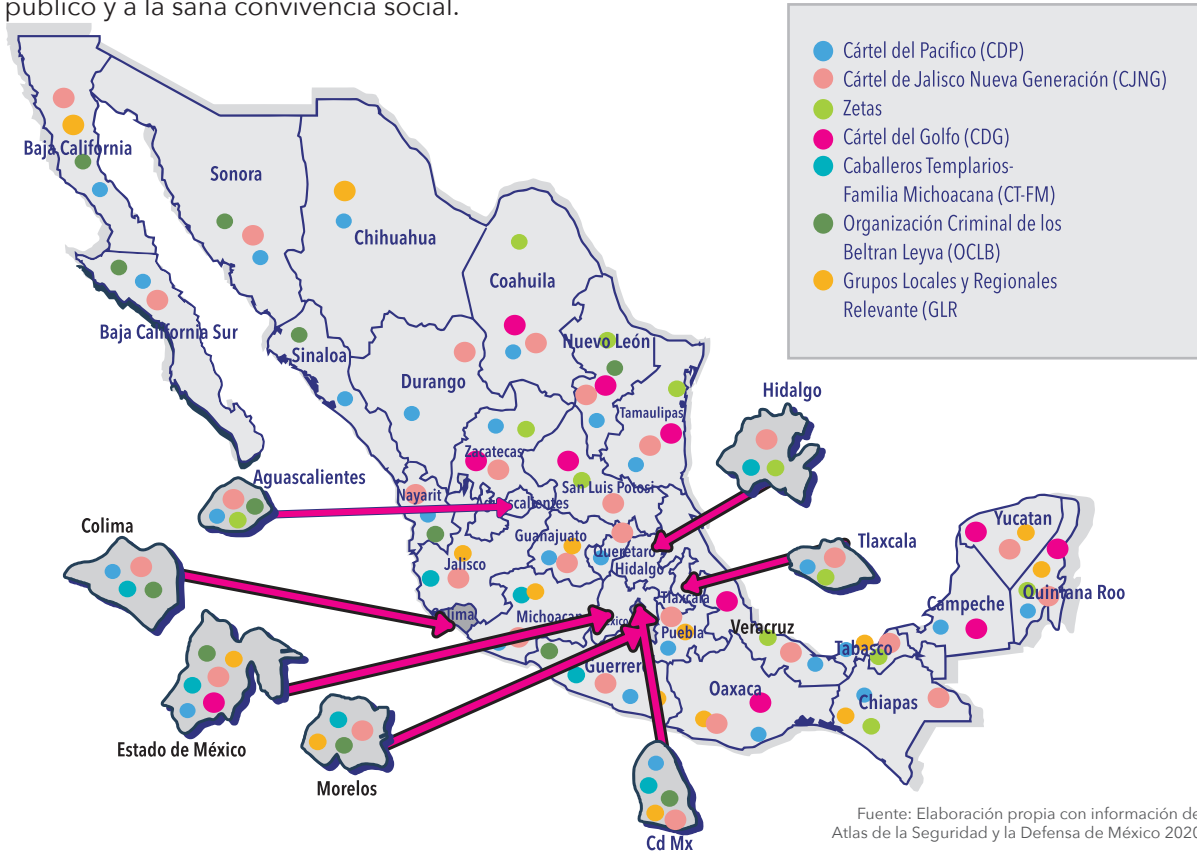 público y a la sana convivencia social.
Cártel del Pacifico (CDP)
Cártel de Jalisco Nueva Generación (CJNG)
Zetas
Cártel del Golfo (CDG)
Caballeros Templarios-
Familia Michoacana (CT-FM)
Organización Criminal de los
Beltran Leyva (OCLB)
Grupos Locales y Regionales
Relevante (GLR
Baja California
Sonora
Chihuahua
Coahuila
Baja California Sur
Sinaloa
Nuevo León
Durango
Hidalgo
Tamaulipas
Zacatecas
Aguascalientes
San Luis Potosi
Nayarit
Aguascalientes
Yucatan
Colima
Guanajuato
Querétaro
Tlaxcala
Jalisco
Hidalgo
Quintana Roo
Tlaxcala
Campeche
Colima
Michoacan
México
Puebla
Veracruz
Tabasco
Guerrero
Oaxaca
Chiapas
Estado de México
Morelos
Cd Mx
Fuente: Elaboración propia con información de
Atlas de la Seguridad y la Defensa de México 2020